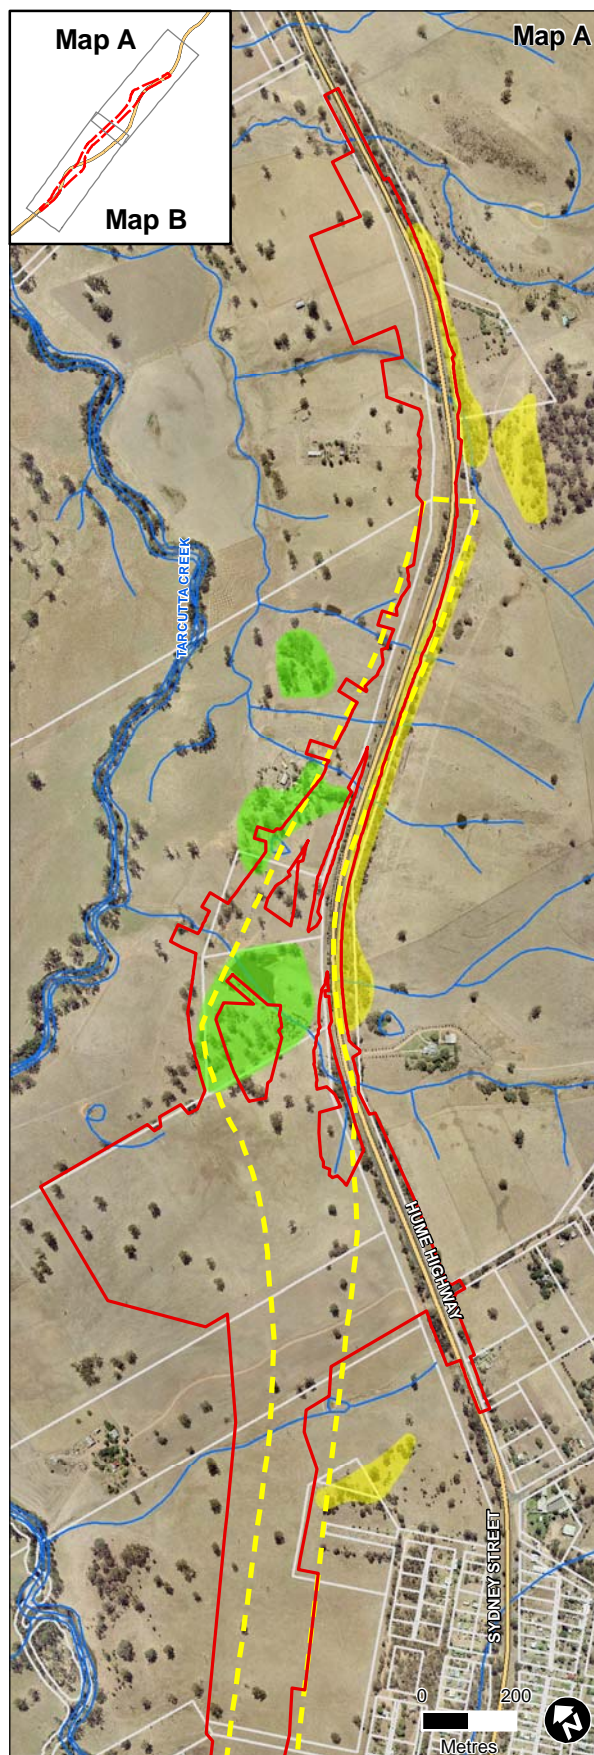 Map A
Map B
Map A
TARCUTTA CREEK
HUME HIGHWAY
SYDNEY STREET
0 200
Metres
N